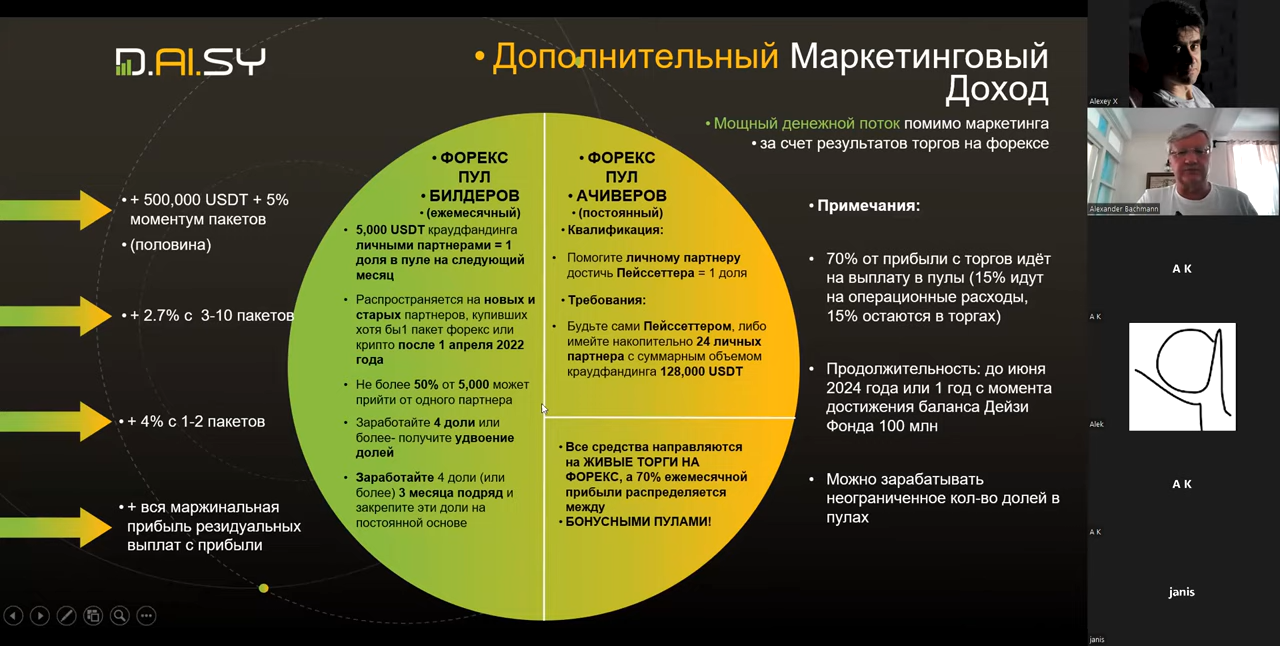 D.AI.SY
• Дополнительный Маркетинговый
Доход
• Мощный денежной поток помимо маркетинга
• за счет результатов торгов на форексе
• + 500,000 USDT + 5%
моментум пакетов
• (половина)
• + 2.7% с 3-10 пакетов
• + 4% с 1-2 пакетов
• + вся маржинальная
прибыль резидуальных
выплат с прибыли
• ФОРЕКС
ПУЛ
• БИЛДЕРОВ
• (ежемесячный)
• 5,000 USDT краудфандинга
личными партнерами = 1
доля в пуле на следующий
месяц
• Распространяется на новых и
старых партнеров, купивших
хотя бы1 пакет форекс или
крипто после 1 апреля 2022
года
• Не более 50% от 5,000 может
прийти от одного партнера
• Заработайте 4 доли или
более- получите удвоение
долей
• Заработайте 4 доли (или
более) 3 месяца подряд и
закрепите эти доли на
постоянной основе
• ФОРЕКС
ПУЛ
• АЧИВЕРОВ
• (постоянный)
• Квалификация:
• Помогите личному партнеру
достичь Пейссеттера = 1 доля
• Требования:
• Будьте сами Пейссеттером, либо
имейте накопительно 24 личных
партнера с суммарным объемом
краудфандинга 128,000 USDT
• Все средства направляются
на ЖИВЫЕ ТОРГИ НА
ФОРЕКС, а 70% ежемесячной
прибыли распределяется
между
• БОНУСНЫМИ ПУЛАМИ!
• Примечания:
• 70% от прибыли с торгов идёт
на выплату в пулы (15% идут
на операционные расходы,
15% остаются в торгах)
• Продолжительность: до июня
2024 года или 1 год с момента
достижения баланса Дейзи
Фонда 100 млн
• Можно зарабатывать
неограниченное кол-во долей в
пулах
Alexey X
Alexander Bachmann
A K
A K
Alek
A K
A K
janis
janis